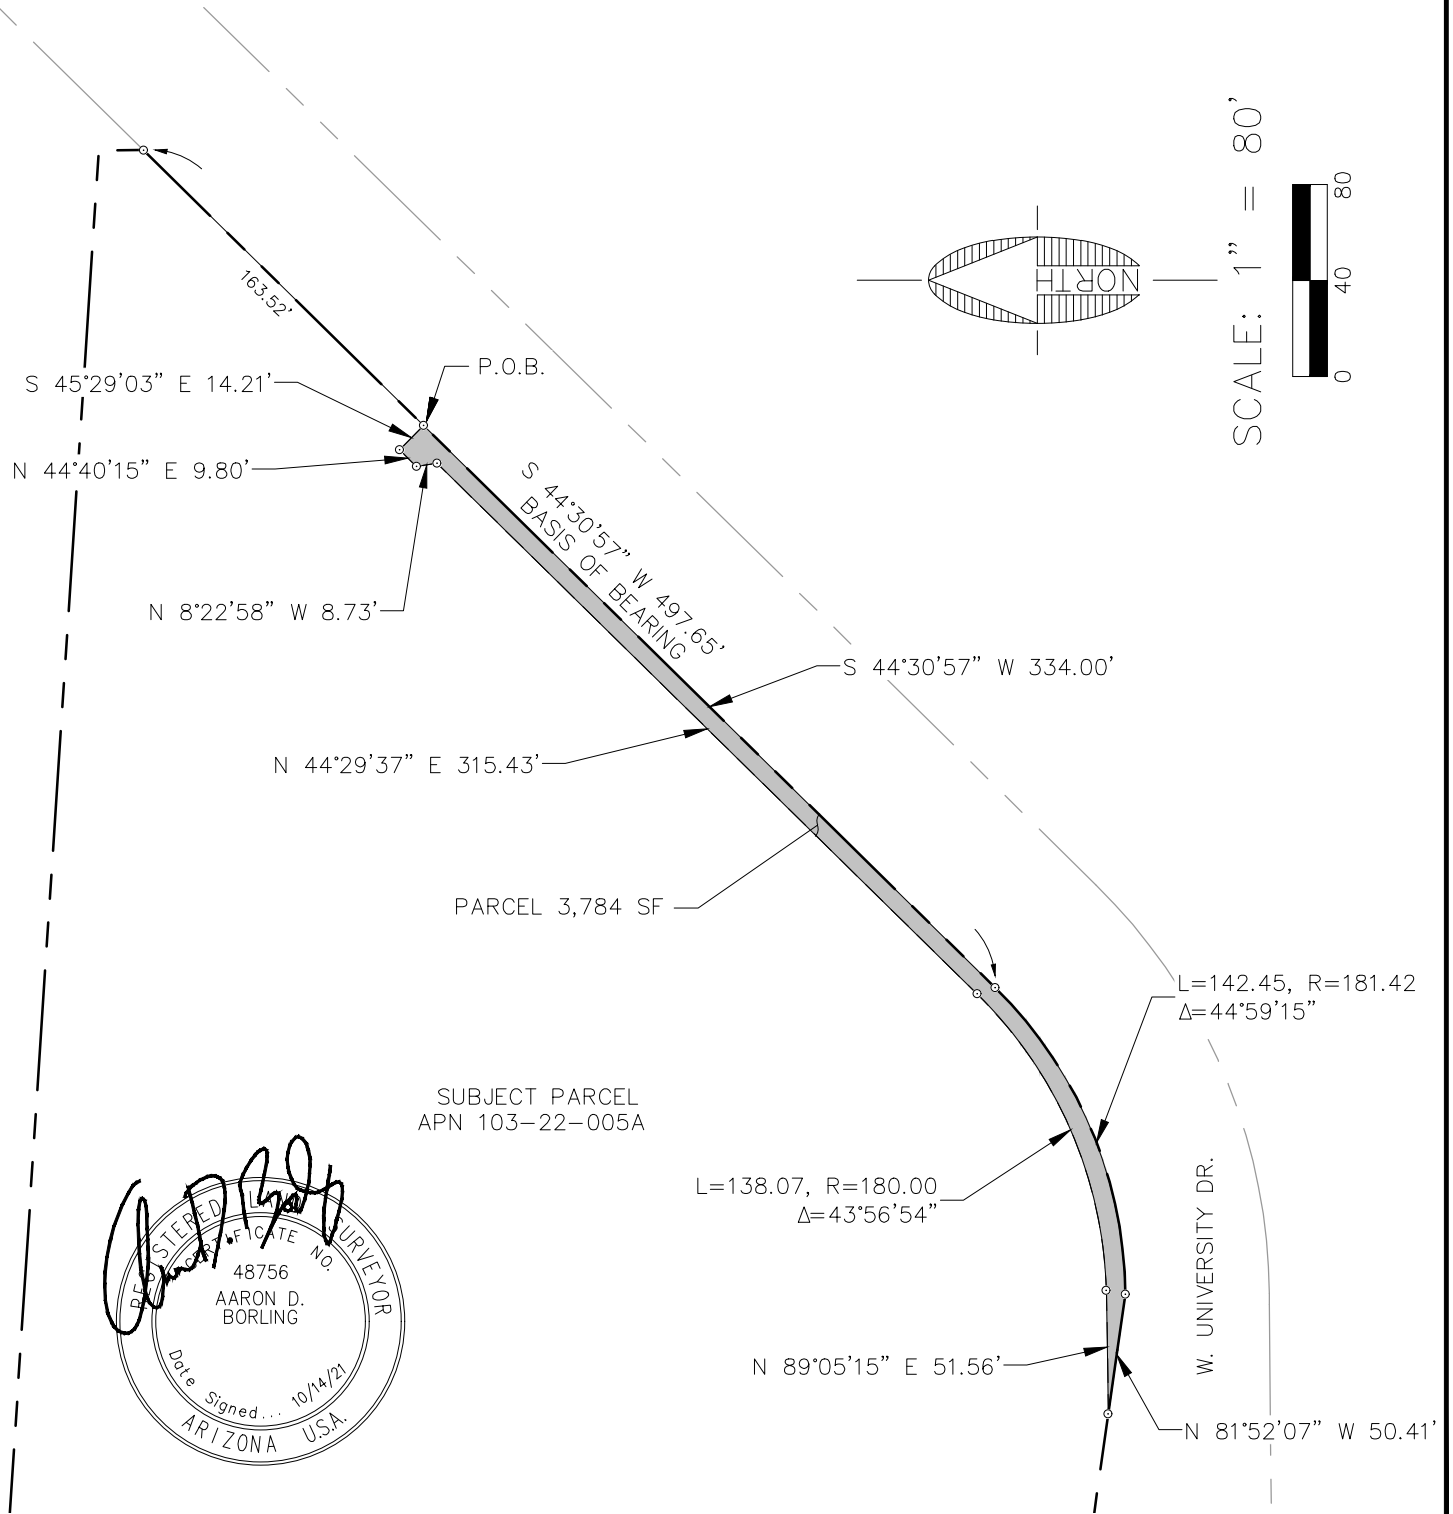 SCALE: 1" = 80'
0 40 80
NORTH
163.52'
P.O.B.
S 45°29'03" E 14.21'
N 44°40'15" E 9.80'
N 8°22'58" W 8.73'
S 44°30'57" W 497.65'
BASIS OF BEARING
S 44°30'57" W 334.00'
N 44°29'37" E 315.43'
PARCEL 3,784 SF
L=142.45, R=181.42
Δ=44°59'15"
SUBJECT PARCEL
APN 103-22-005A
L=138.07, R=180.00
Δ=43°56'54"
W. UNIVERSITY DR.
N 89°05'15" E 51.56'
N 81°52'07" W 50.41'
REGISTERED LAND SURVEYOR
CERTIFICATE NO.
48756
AARON D.
BORLING
Date Signed... 10/14/21
ARIZONA U.S.A.